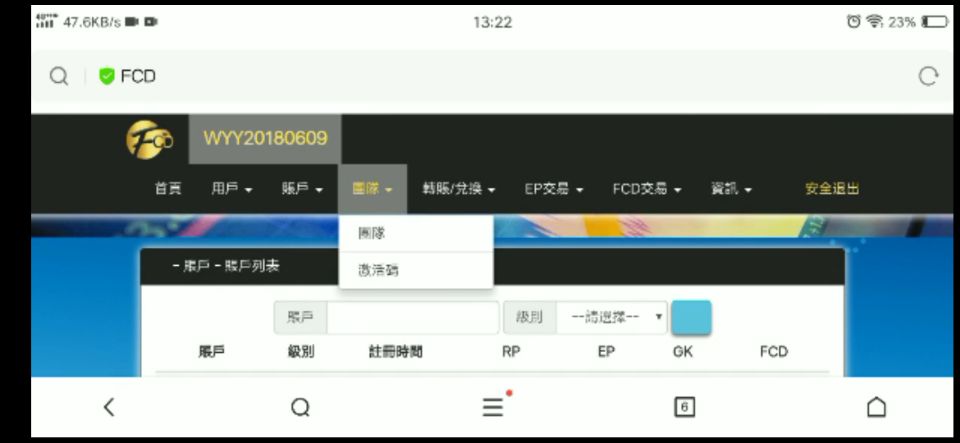 47.6KB/s 13:22 23%
FCD
FCD WYY20180609
首頁 用戶 賬戶 團隊 轉賬/兌換 EP交易 FCD交易 資訊 安全退出
團隊
- 賬戶 - 賬戶列表
激活碼
賬戶 級別 --請選擇--
賬戶 級別 註冊時間 RP EP GK FCD
6